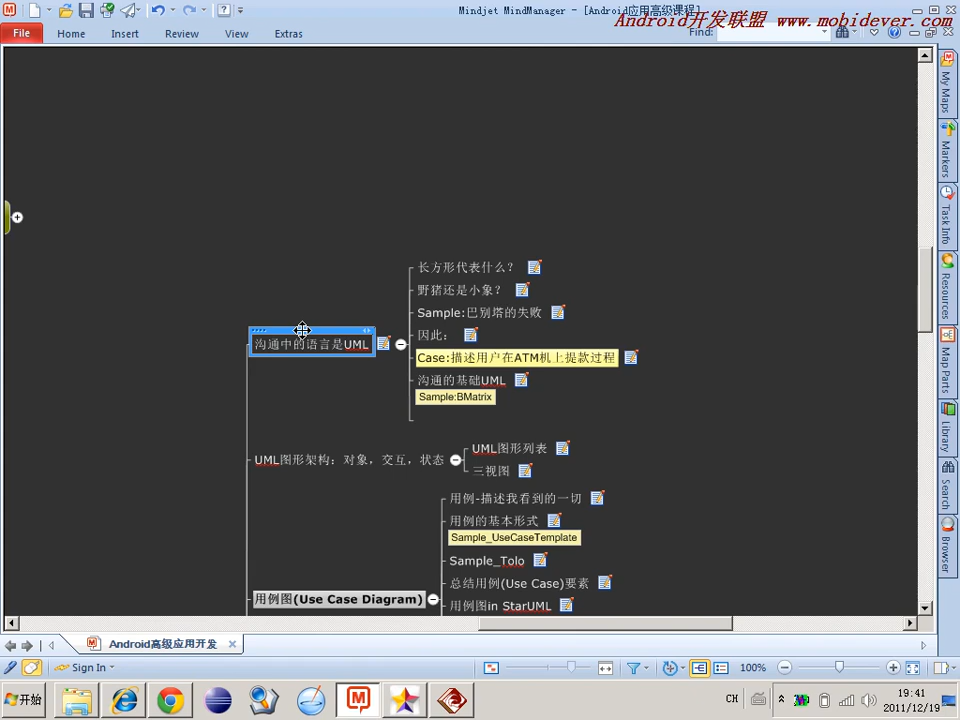 Mindjet MindManager - [Android应用高级课程]
Android开发联盟 www.mobidever.com
File Home Insert Review View Extras Find:
My Maps
Markers
Task Info
Resources
Map Parts
Library
Search
Browser
长方形代表什么？
野猪还是小象？
Sample:巴别塔的失败
因此：
沟通中的语言是UML
Case:描述用户在ATM机上提款过程
沟通的基础UML
Sample:BMatrix
UML图形架构：对象，交互，状态
UML图形列表
三视图
用例-描述我看到的一切
用例的基本形式
Sample_UseCaseTemplate
Sample_Tolo
总结用例(Use Case)要素
用例图(Use Case Diagram)
用例图in StarUML
Android高级应用开发
Sign In 100%
开始 CH 19:41
2011/12/19